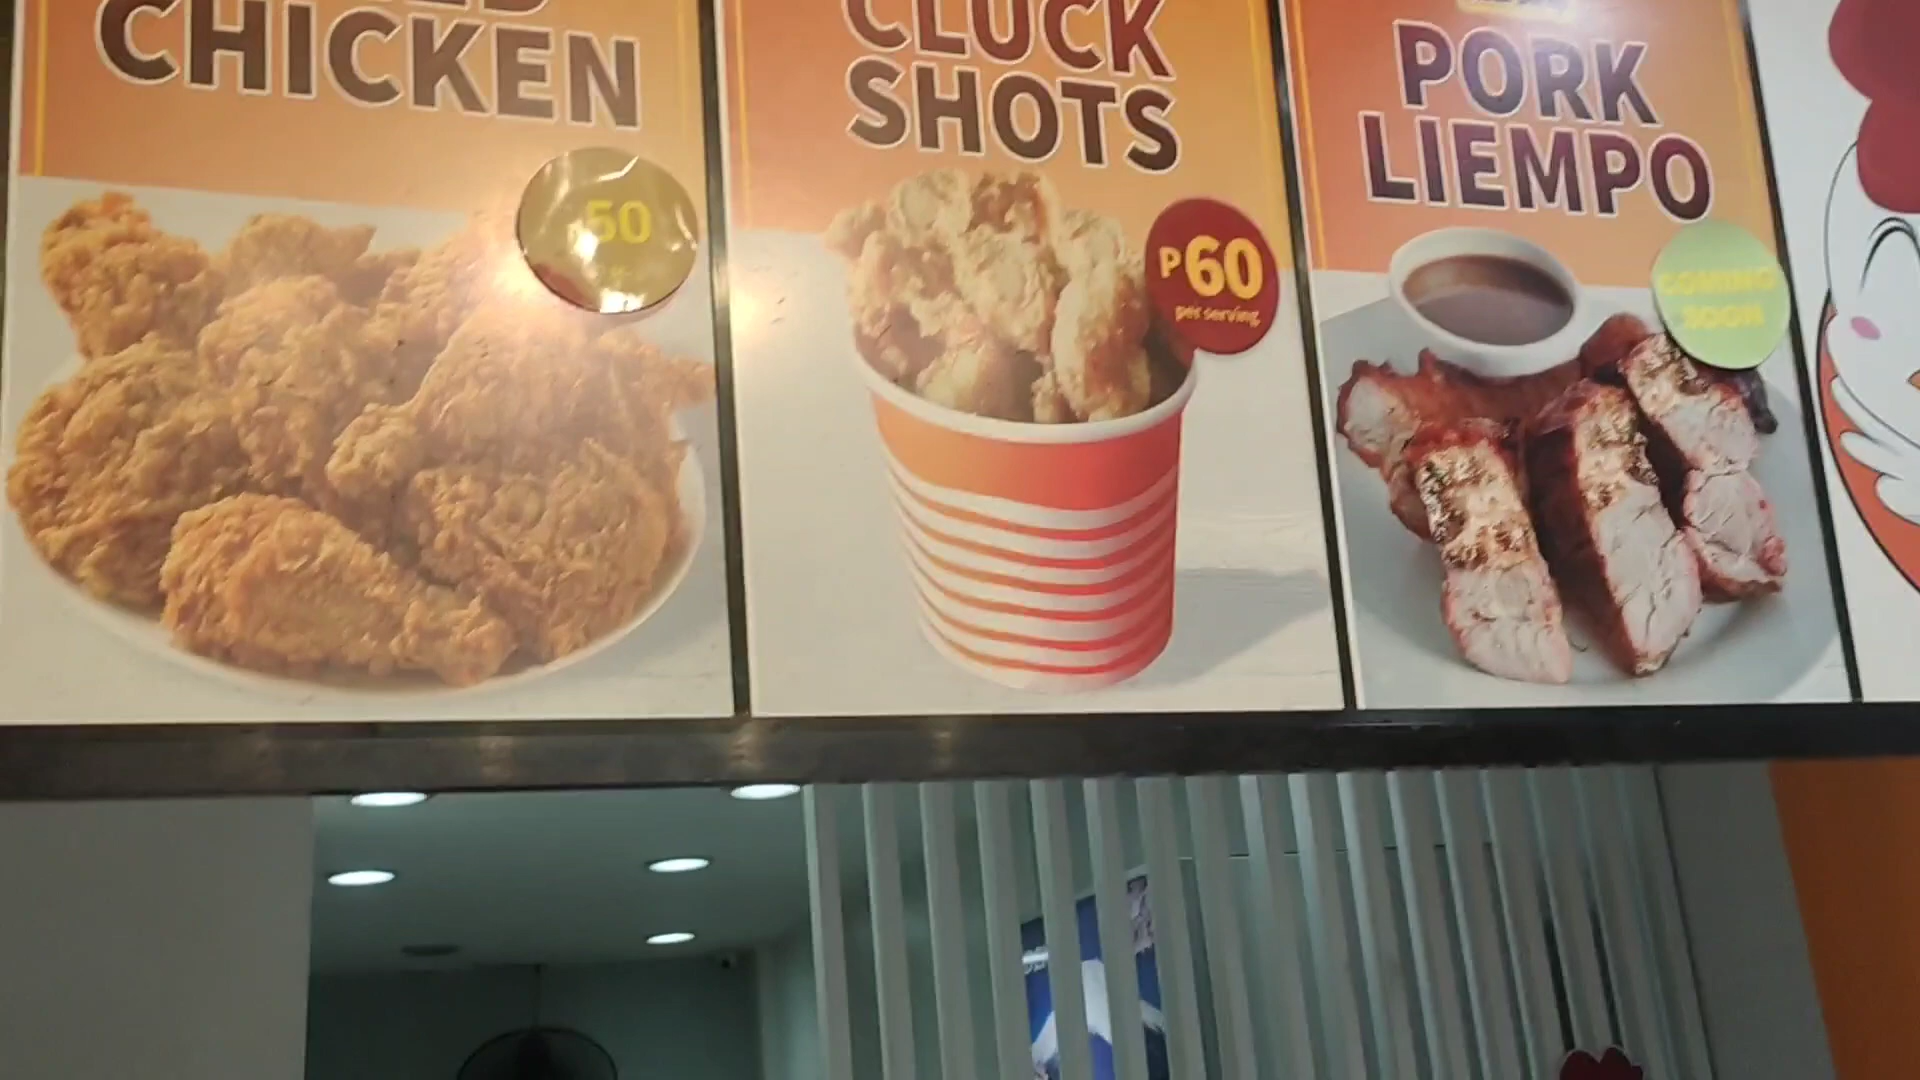 CHICKEN
50
CLUCK
SHOTS
P60
per serving
PORK
LIEMPO
COMING
SOON